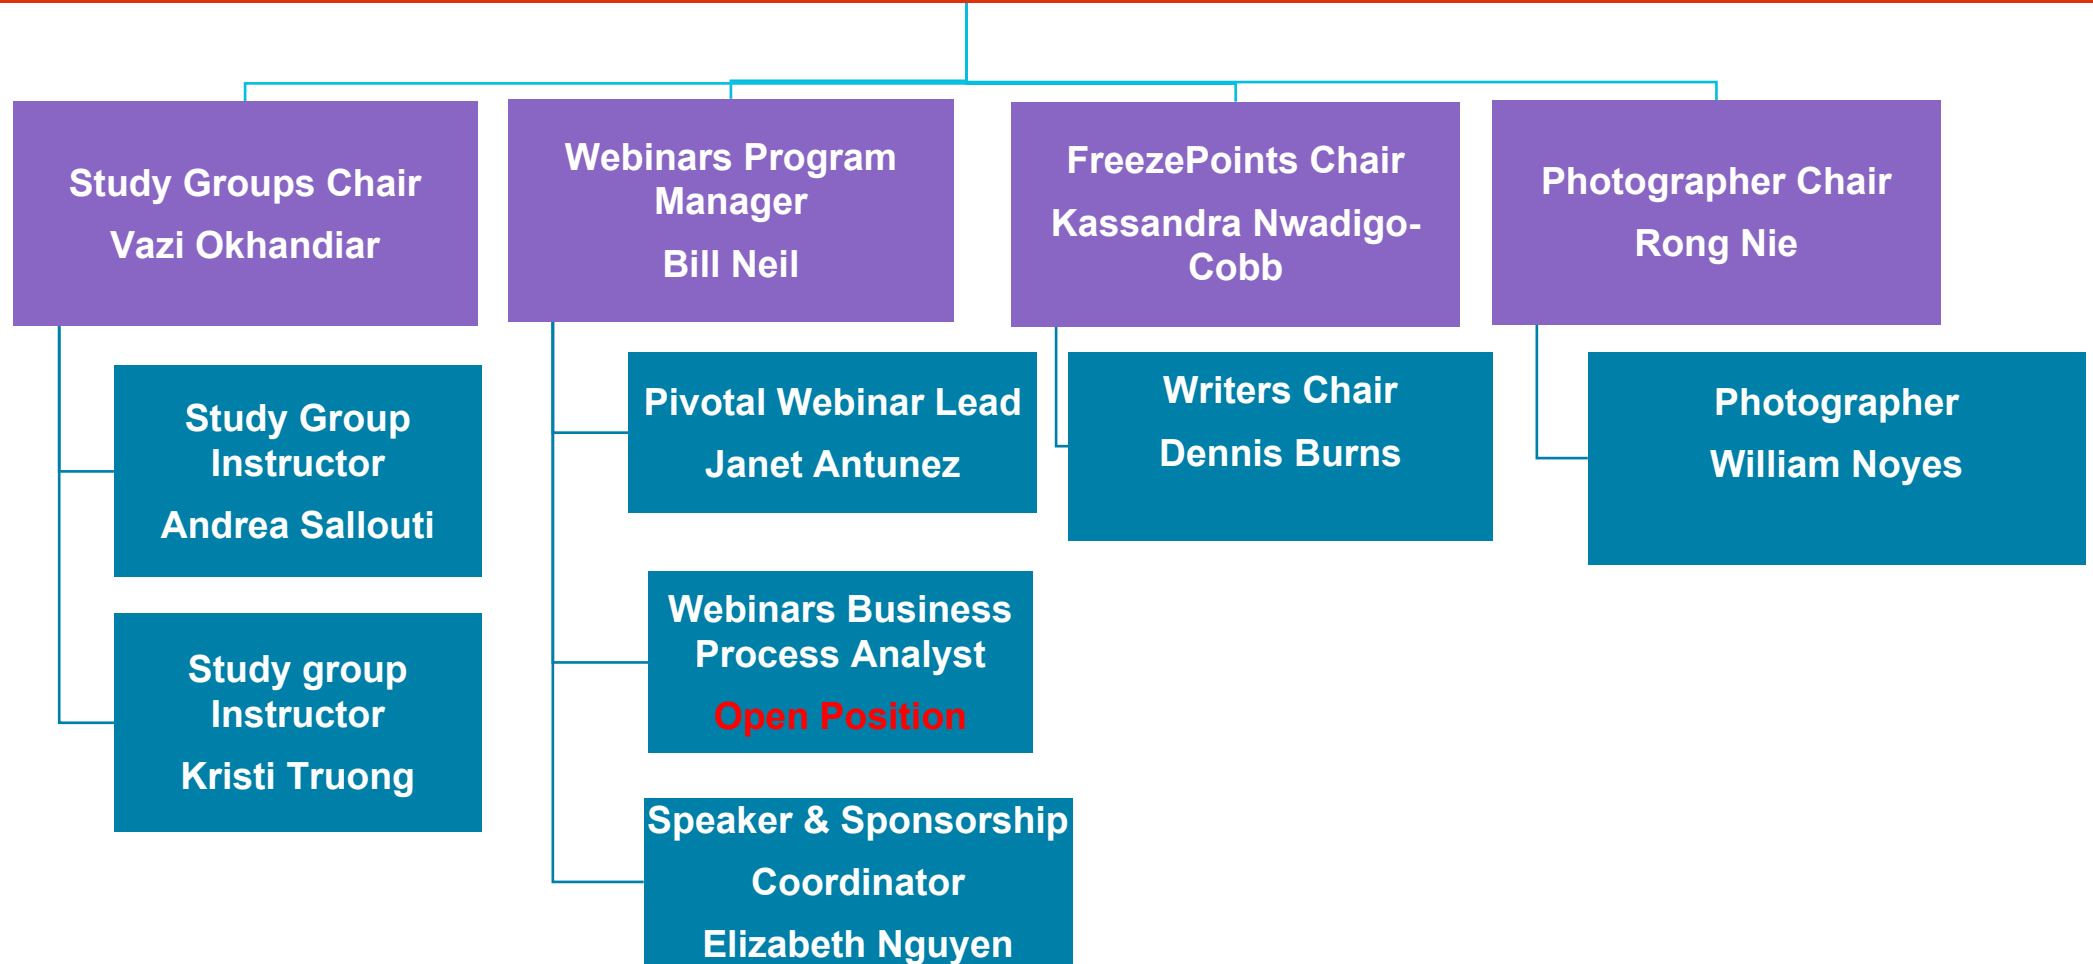 Study Groups Chair
Vazi Okhandiar
Webinars Program
Manager
Bill Neil
FreezePoints Chair
Kassandra Nwadigo-
Cobb
Photographer Chair
Rong Nie
Study Group
Instructor
Andrea Sallouti
Study group
Instructor
Kristi Truong
Pivotal Webinar Lead
Janet Antunez
Webinars Business
Process Analyst
Open Position
Speaker & Sponsorship
Coordinator
Elizabeth Nguyen
Writers Chair
Dennis Burns
Photographer
William Noyes